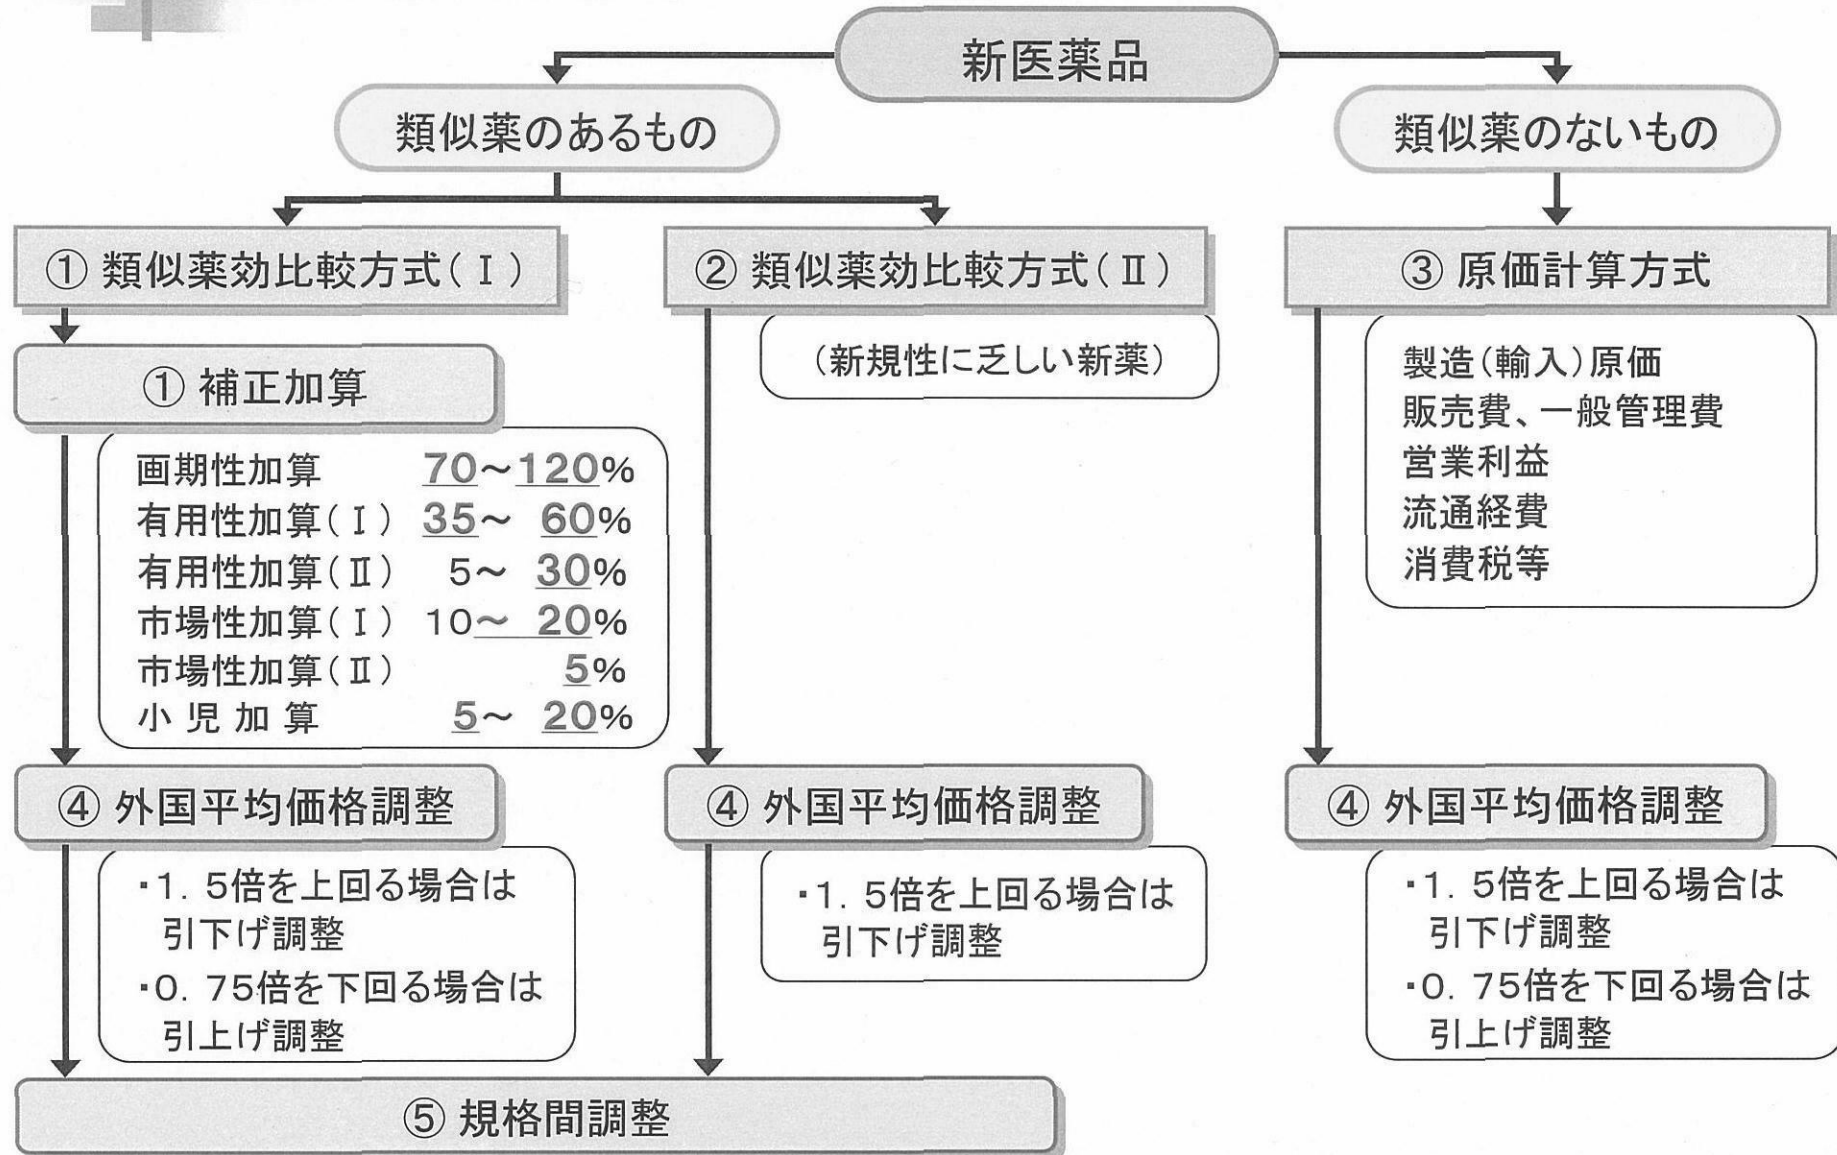 新医薬品
類似薬のあるもの
類似薬のないもの
① 類似薬効比較方式(Ⅰ)
① 補正加算
画期性加算 70～120%
有用性加算(Ⅰ) 35～ 60%
有用性加算(Ⅱ) 5～ 30%
市場性加算(Ⅰ) 10～ 20%
市場性加算(Ⅱ) 5%
小 児 加 算 5～ 20%
④ 外国平均価格調整
・1．5倍を上回る場合は
引下げ調整
・0．75倍を下回る場合は
引上げ調整
② 類似薬効比較方式(Ⅱ)
(新規性に乏しい新薬)
④ 外国平均価格調整
・1．5倍を上回る場合は
引下げ調整
⑤ 規格間調整
③ 原価計算方式
製造(輸入)原価
販売費、一般管理費
営業利益
流通経費
消費税等
④ 外国平均価格調整
・1．5倍を上回る場合は
引下げ調整
・0．75倍を下回る場合は
引上げ調整